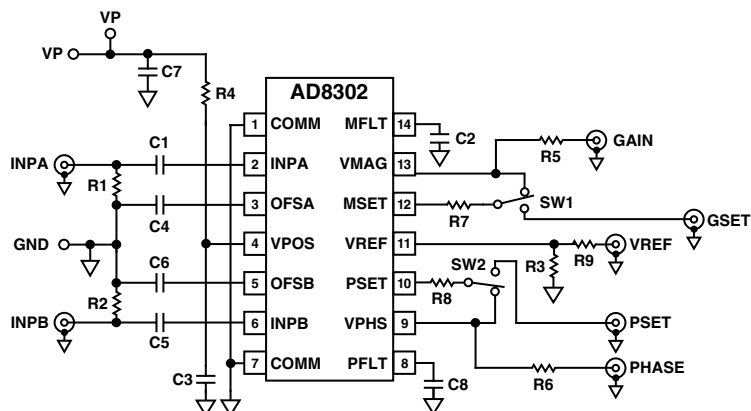 VP
VP
C7
R4
AD8302
1 COMM MFLT 14
C2
GAIN
R5
INPA
C1
2 INPA VMAG 13
R1
C4
3 OFSA MSET 12
R7
SW1
GSET
GND
4 VPOS VREF 11
R3
R9
VREF
C6
5 OFSB PSET 10
R8
SW2
R2
INPB
C5
6 INPB VPHS 9
PSET
7 COMM PFLT 8
C3
C8
R6
PHASE